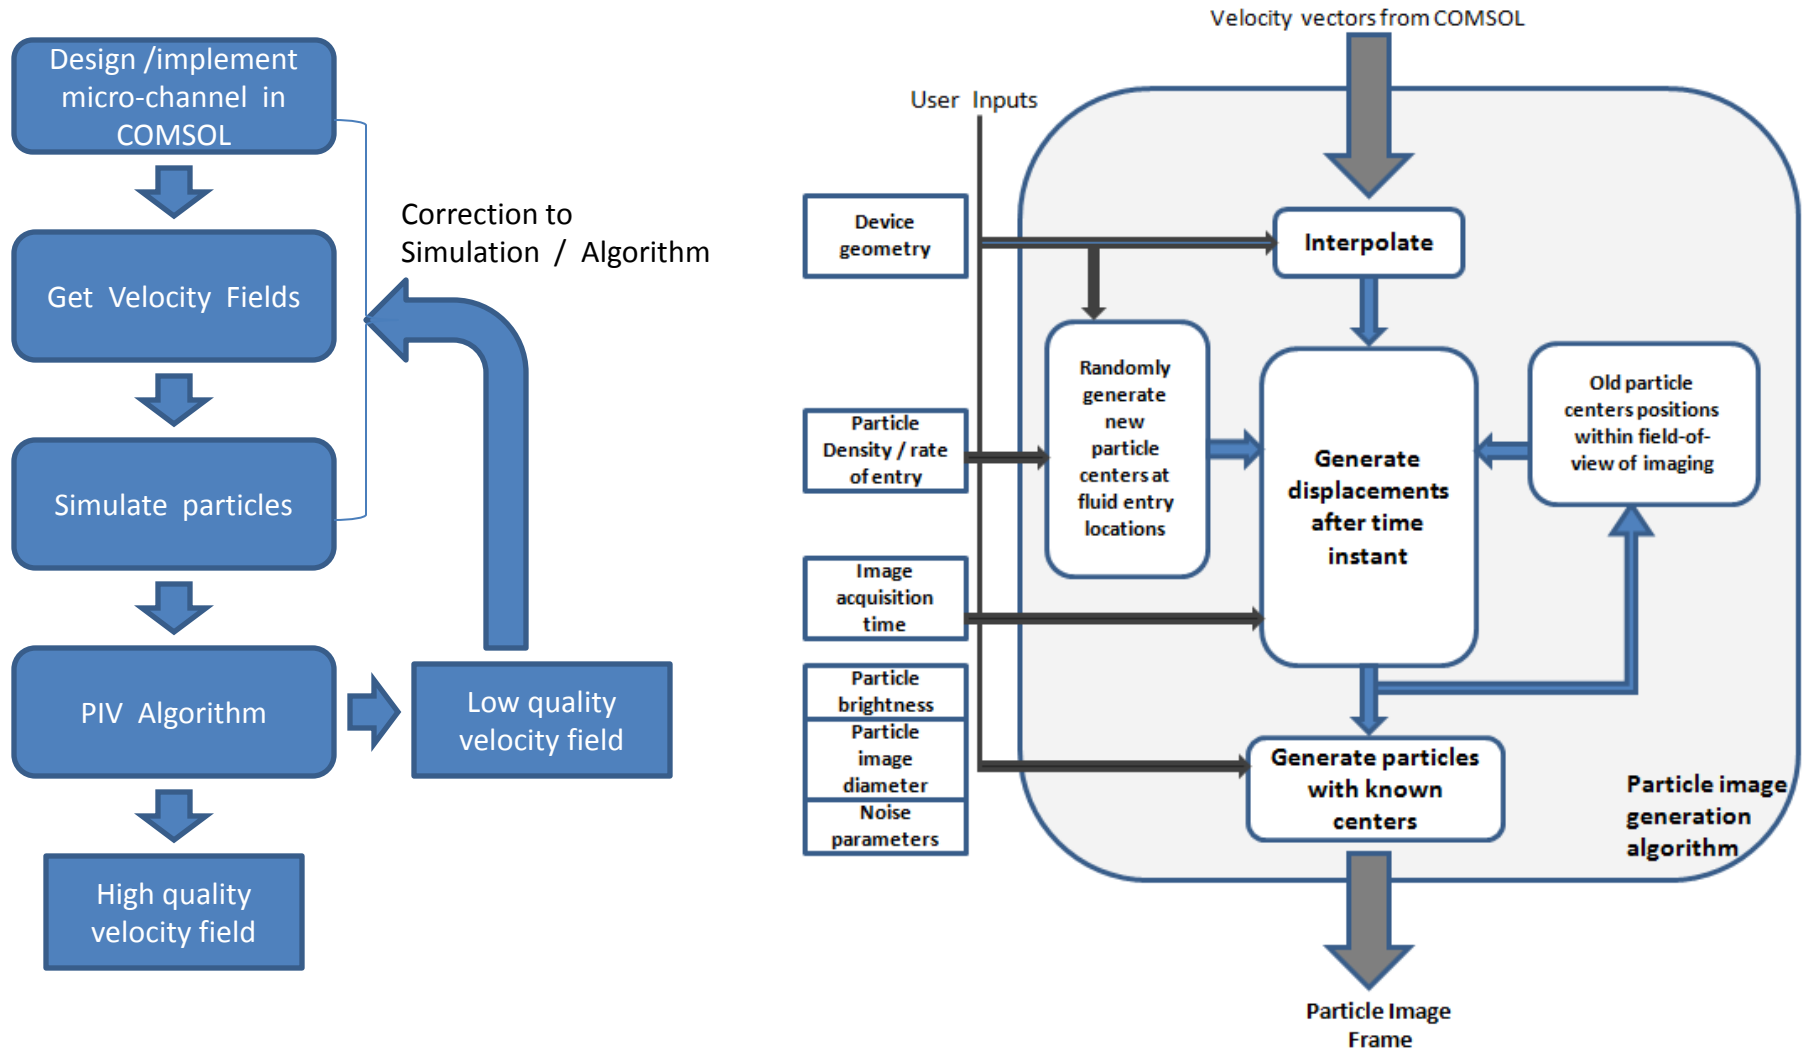 Design /implement
micro-channel in
COMSOL
Get Velocity Fields
Simulate particles
PIV Algorithm
High quality
velocity field
Low quality
velocity field
Correction to
Simulation / Algorithm
Velocity vectors from COMSOL
User Inputs
Device
geometry
Particle
Density / rate
of entry
Image
acquisition
time
Particle
brightness
Particle
image
diameter
Noise
parameters
Interpolate
Randomly
generate
new
particle
centers at
fluid entry
locations
Generate
displacements
after time
instant
Old particle
centers positions
within field-of-
view of imaging
Generate particles
with known
centers
Particle image
generation
algorithm
Particle Image
Frame